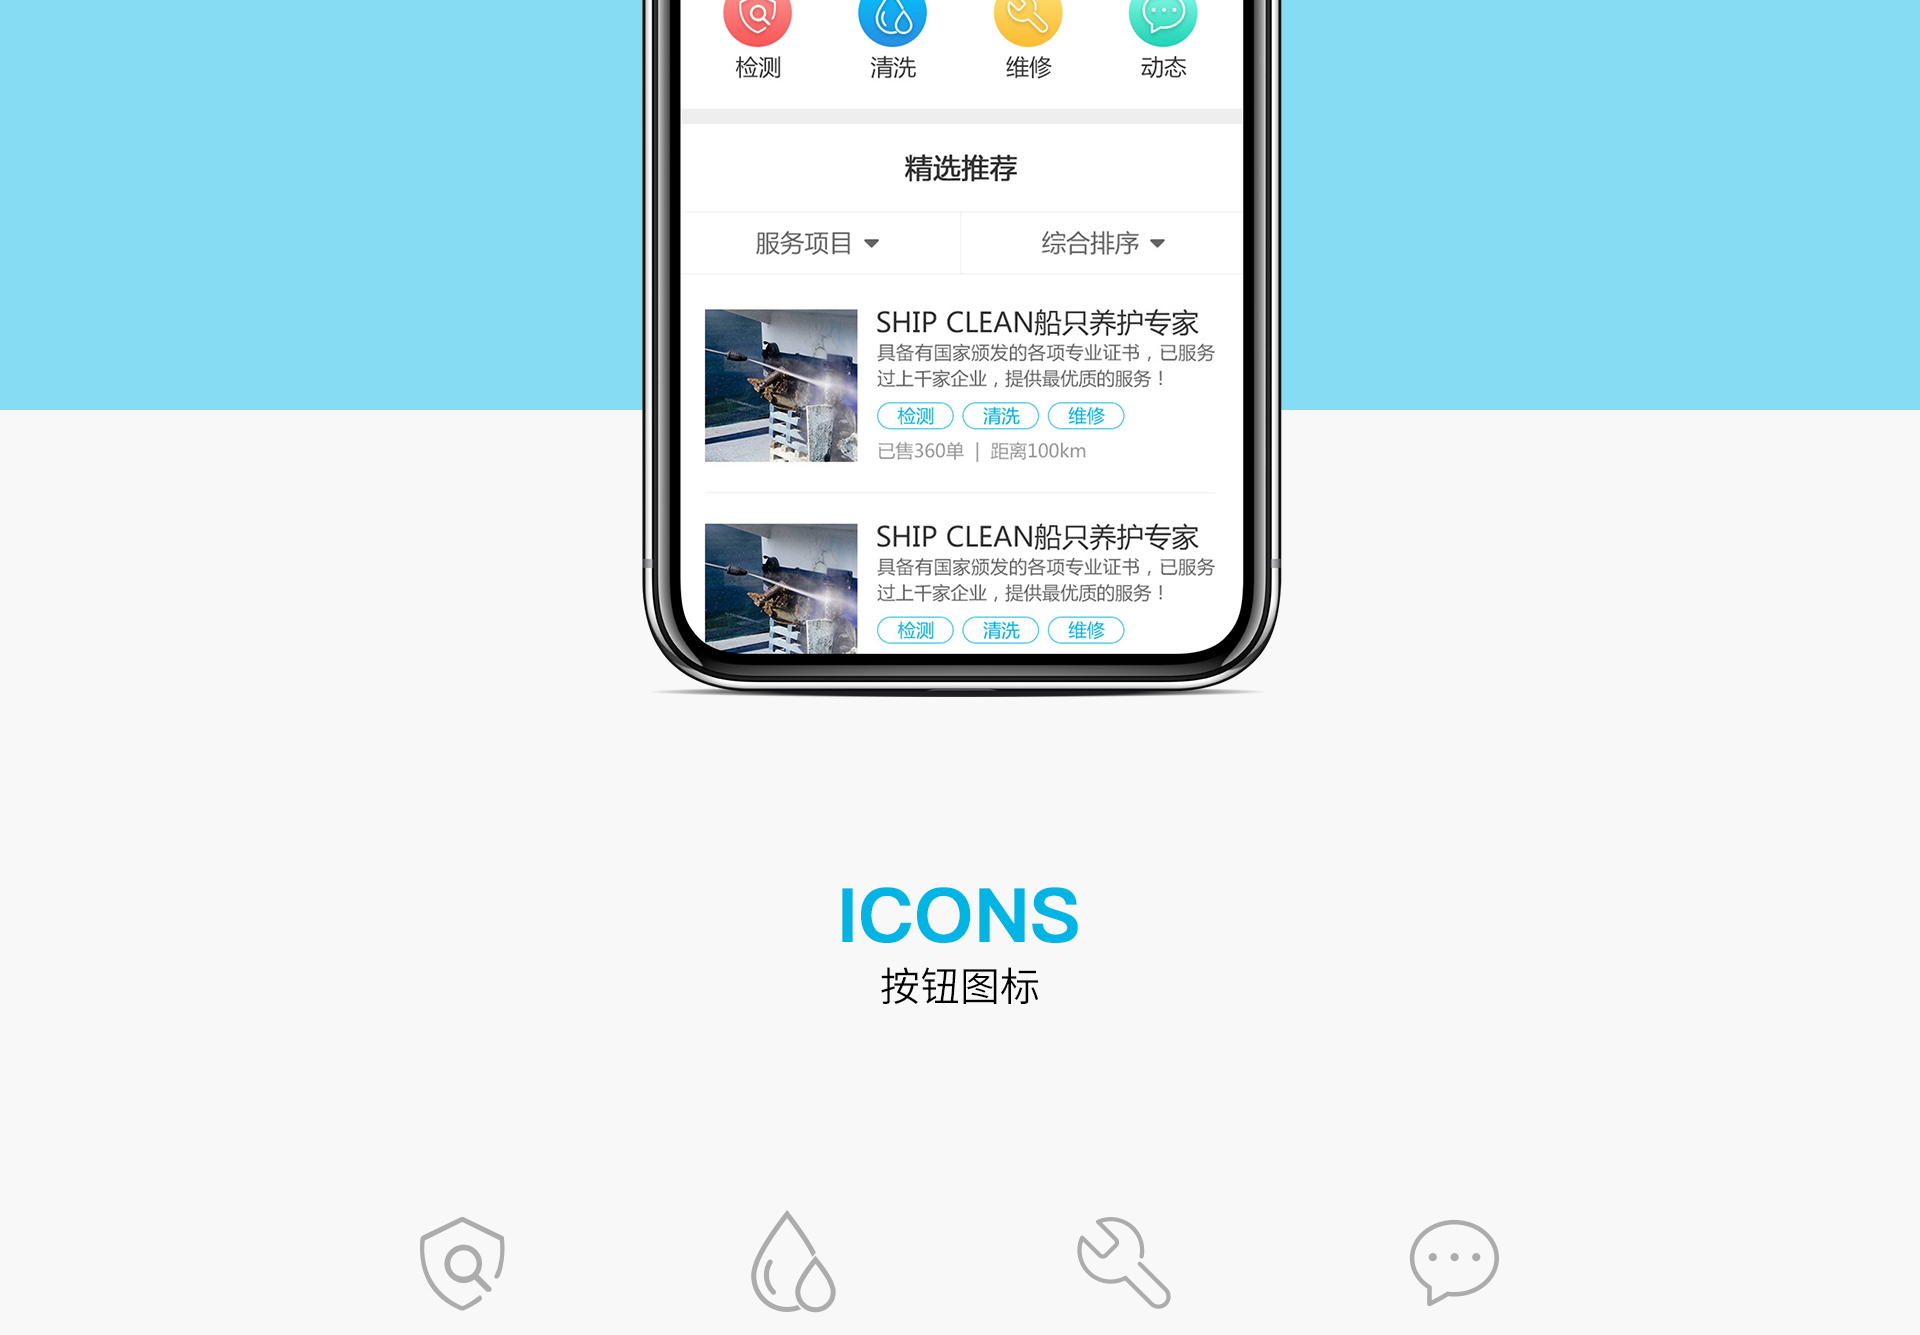 检测 清洗 维修 动态
精选推荐
服务项目 综合排序
SHIP CLEAN船只养护专家
具备有国家颁发的各项专业证书，已服务
过上千家企业，提供最优质的服务！
检测 清洗 维修
已售360单 | 距离100km
SHIP CLEAN船只养护专家
具备有国家颁发的各项专业证书，已服务
过上千家企业，提供最优质的服务！
检测 清洗 维修
ICONS
按钮图标